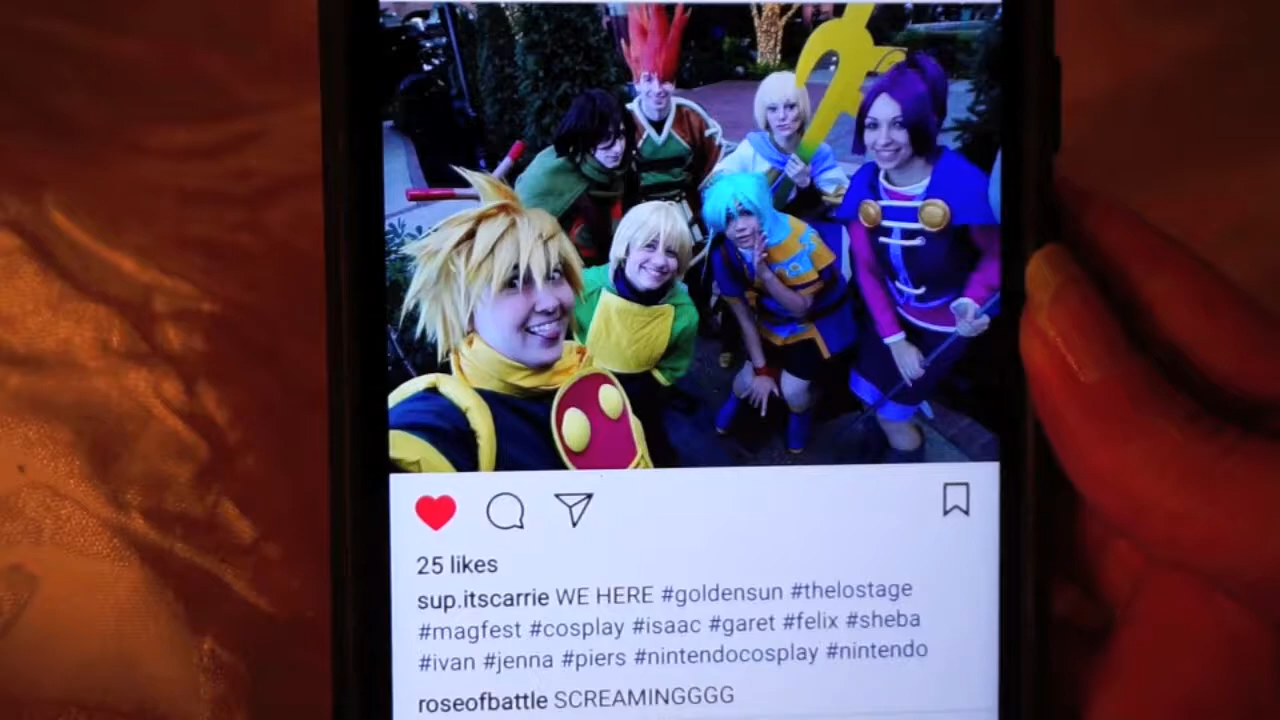 25 likes
sup.itscarrie WE HERE #goldensun #thelostage
#magfest #cosplay #isaac #garet #felix #sheba
#ivan #jenna #piers #nintendocosplay #nintendo
roseofbattle SCREAMINGGGG